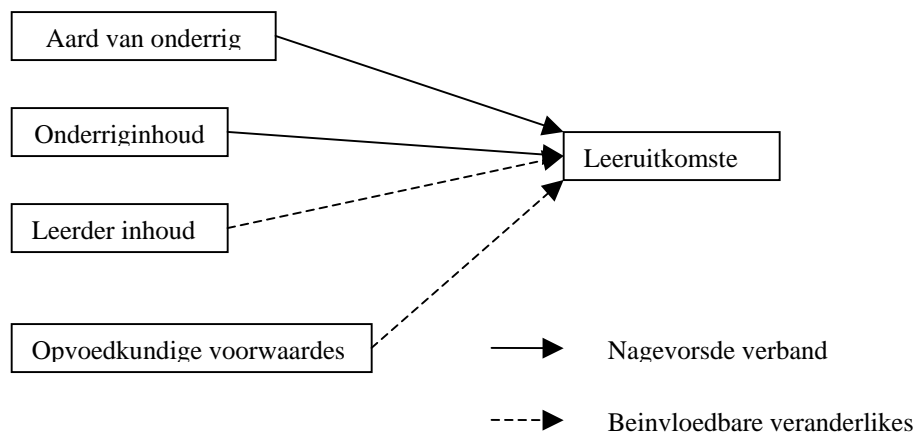 Aard van onderrig
Onderriginhoud
Leeruitkomste
Leerder inhoud
Opvoedkundige voorwaardes
Nagevorsde verband
Beinvloedbare veranderlikes